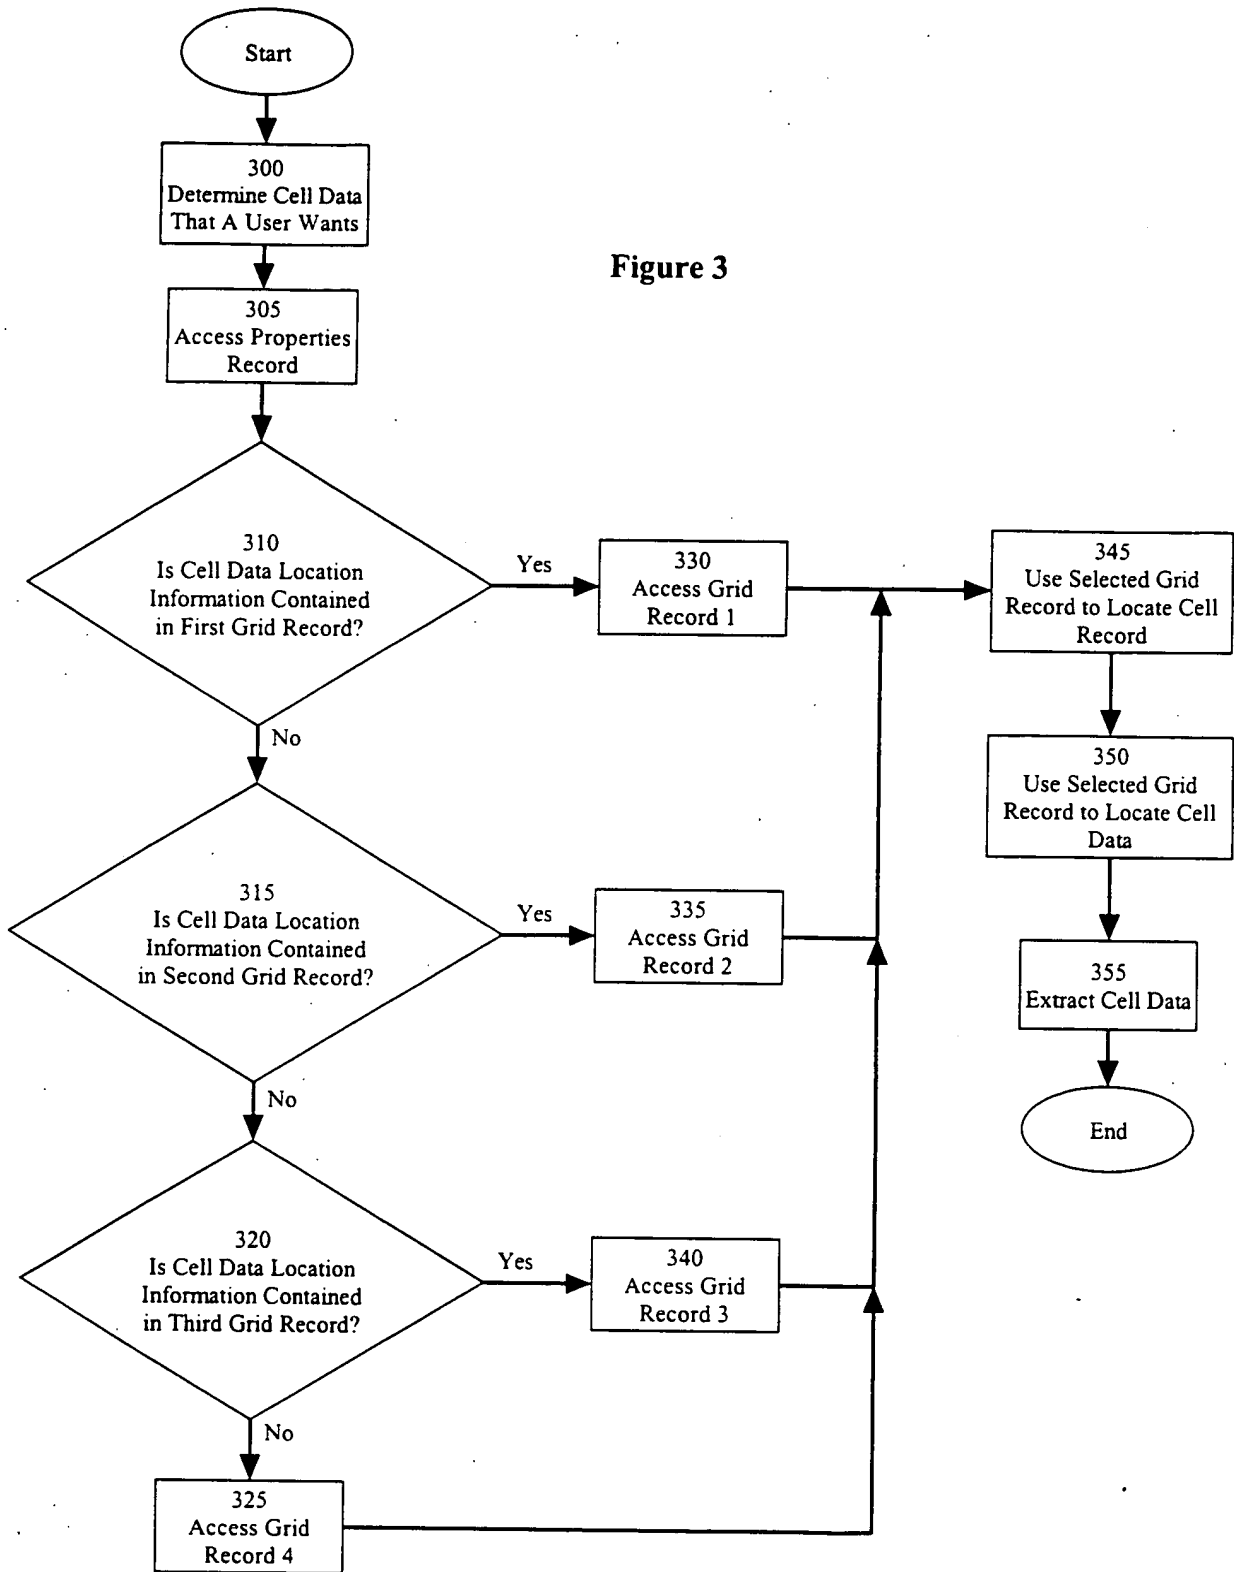 Start
300
Determine Cell Data
That A User Wants
Figure 3
305
Access Properties
Record
310
Is Cell Data Location
Information Contained
in First Grid Record?
Yes
330
Access Grid
Record 1
345
Use Selected Grid
Record to Locate Cell
Record
No
350
Use Selected Grid
Record to Locate Cell
Data
315
Is Cell Data Location
Information Contained
in Second Grid Record?
Yes
335
Access Grid
Record 2
355
Extract Cell Data
No
End
320
Is Cell Data Location
Information Contained
in Third Grid Record?
Yes
340
Access Grid
Record 3
No
325
Access Grid
Record 4